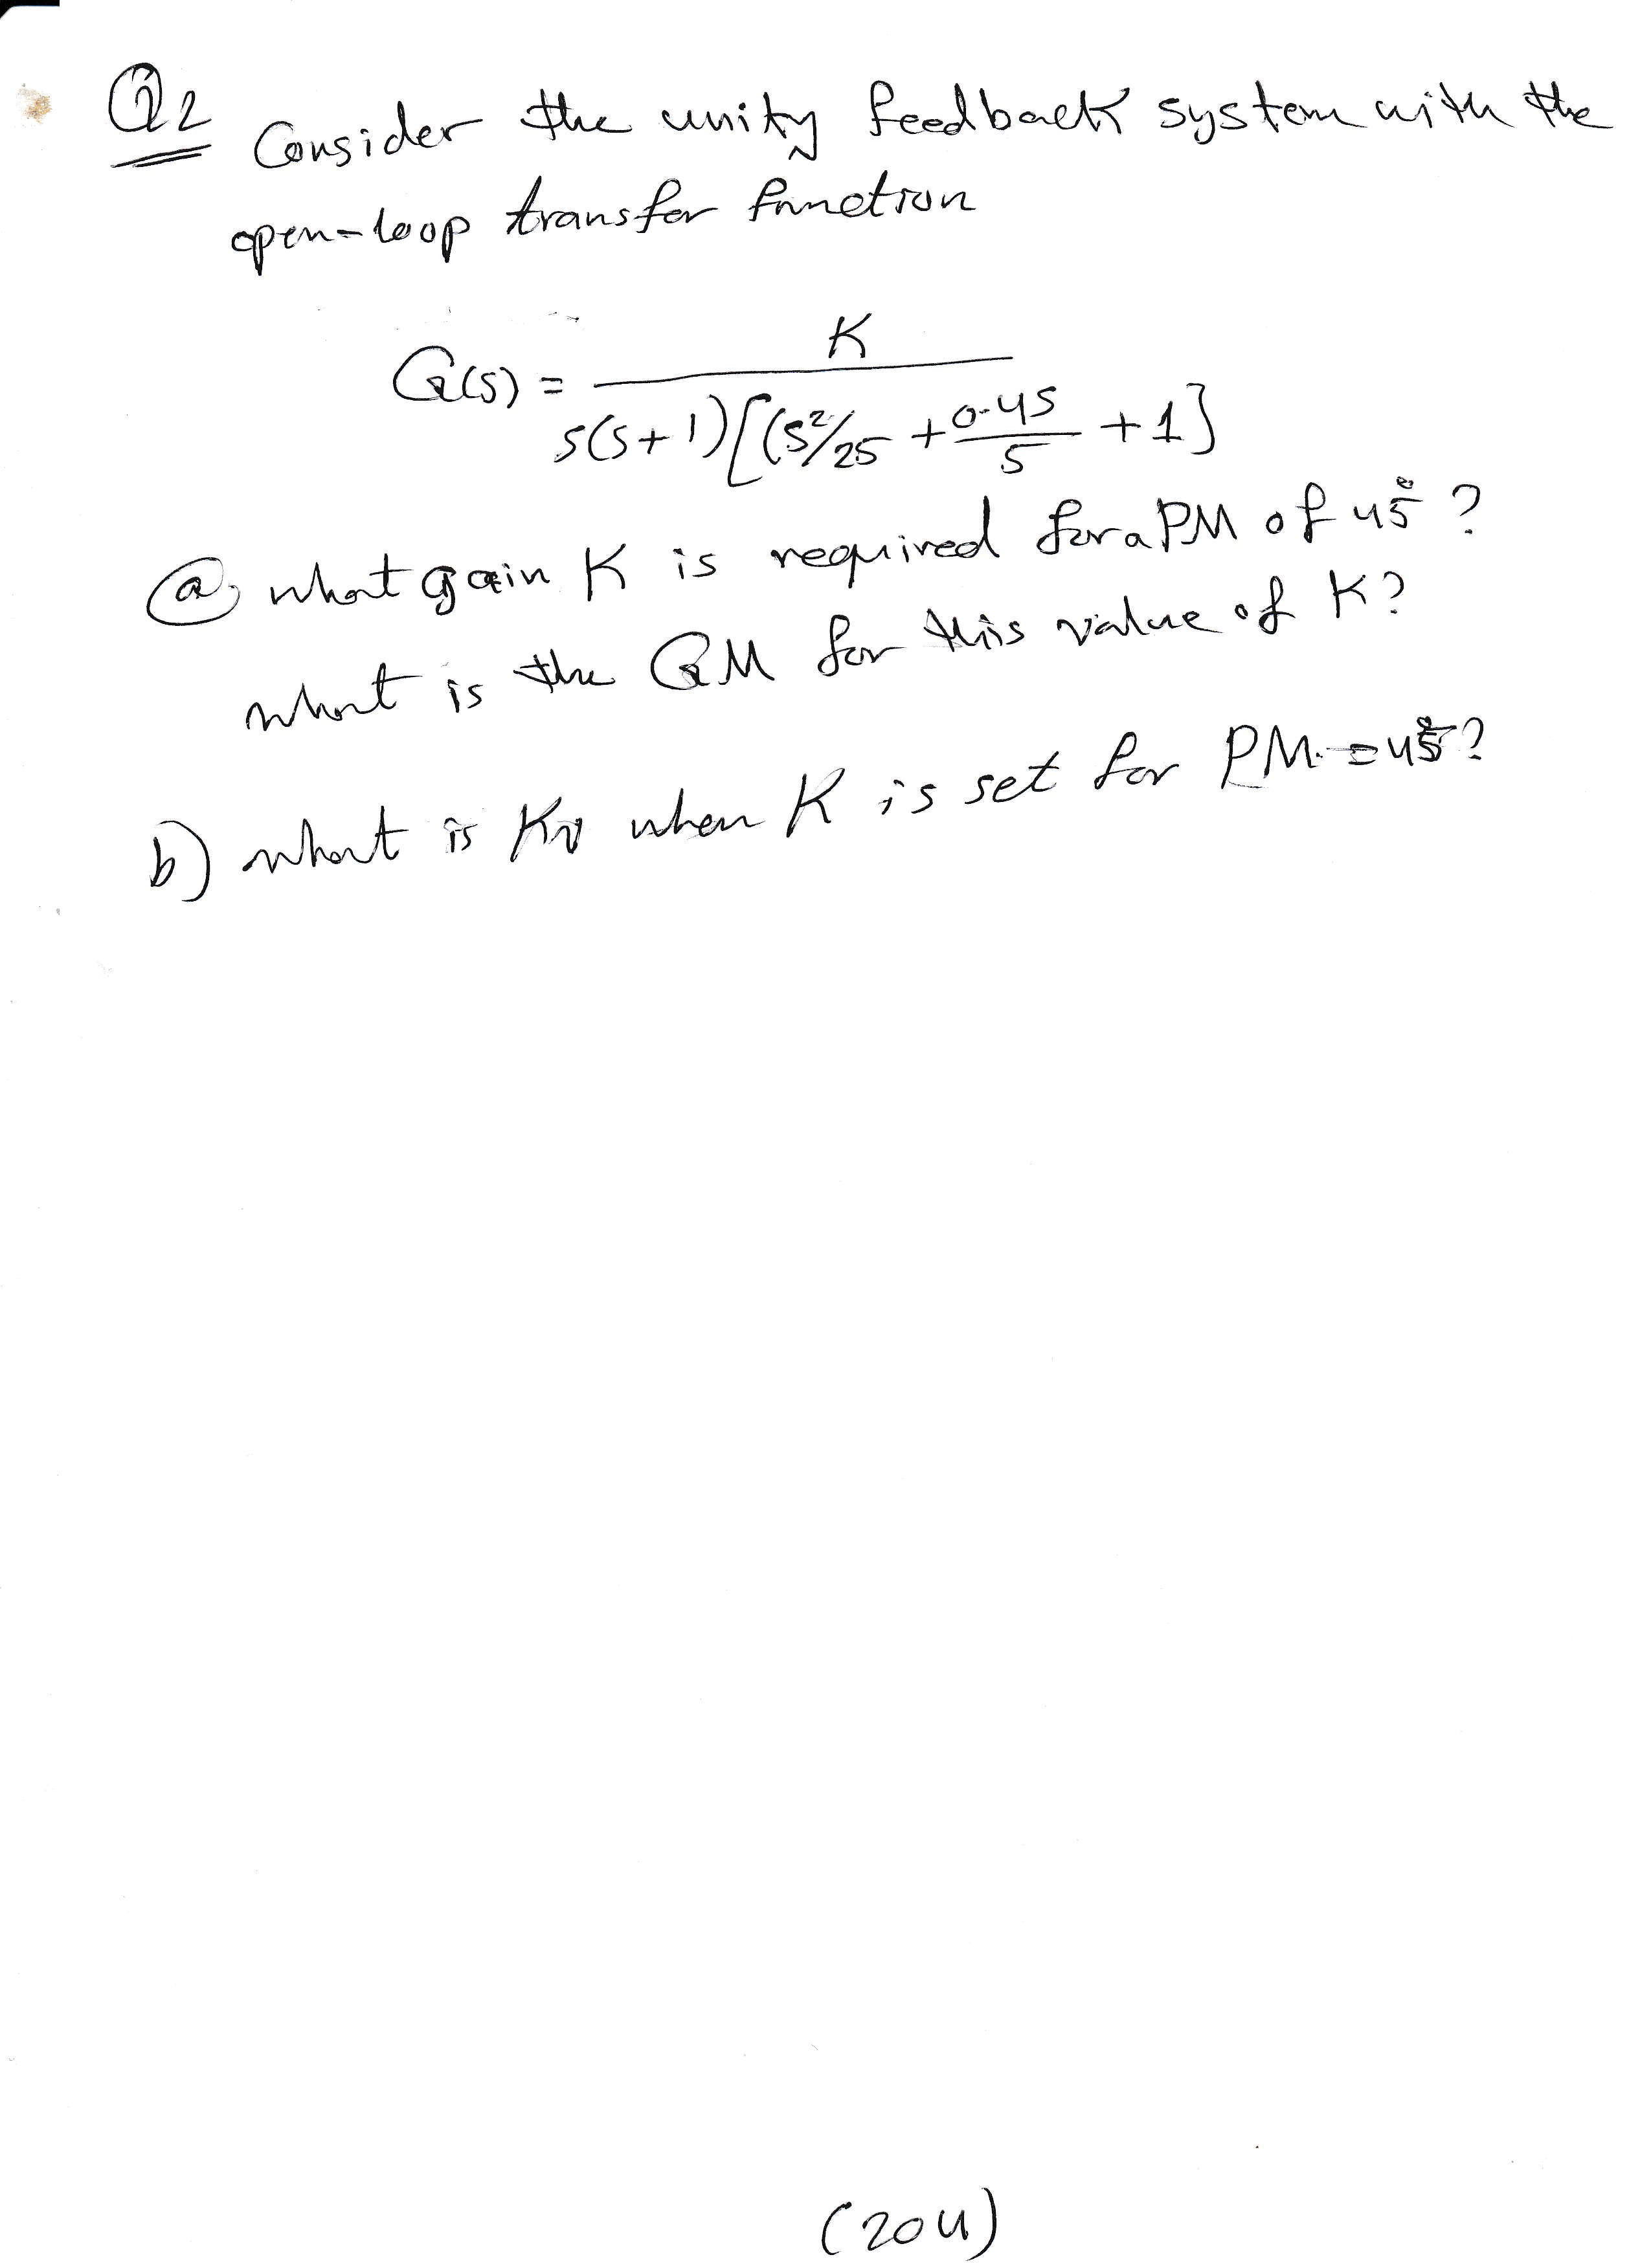 Q2 Consider the unity feedback system with the
open-loop transfer function
G(s) = K / s(s+1)[(s²/25 + 0.4s/5 + 1]
(a) what gain K is required for a PM of 45°?
what is the GM for this value of K?
b) what is Kv when K is set for PM = 45°?
(204)